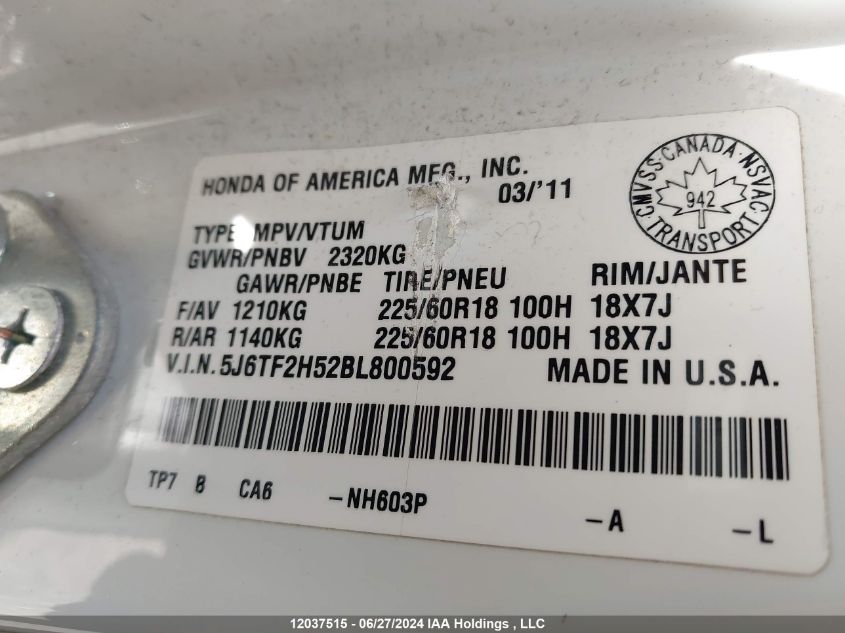 HONDA OF AMERICA MFG., INC.
03/'11
CMVSS · CANADA · NSVAC
942
TRANSPORT
TYPE MPV/VTUM
GVWR/PNBV 2320KG
GAWR/PNBE TIRE/PNEU RIM/JANTE
F/AV 1210KG 225/60R18 100H 18X7J
R/AR 1140KG 225/60R18 100H 18X7J
V.I.N. 5J6TF2H52BL800592 MADE IN U.S.A.
TP7 B CA6 -NH603P -A -L
12037515 - 06/27/2024 IAA Holdings , LLC